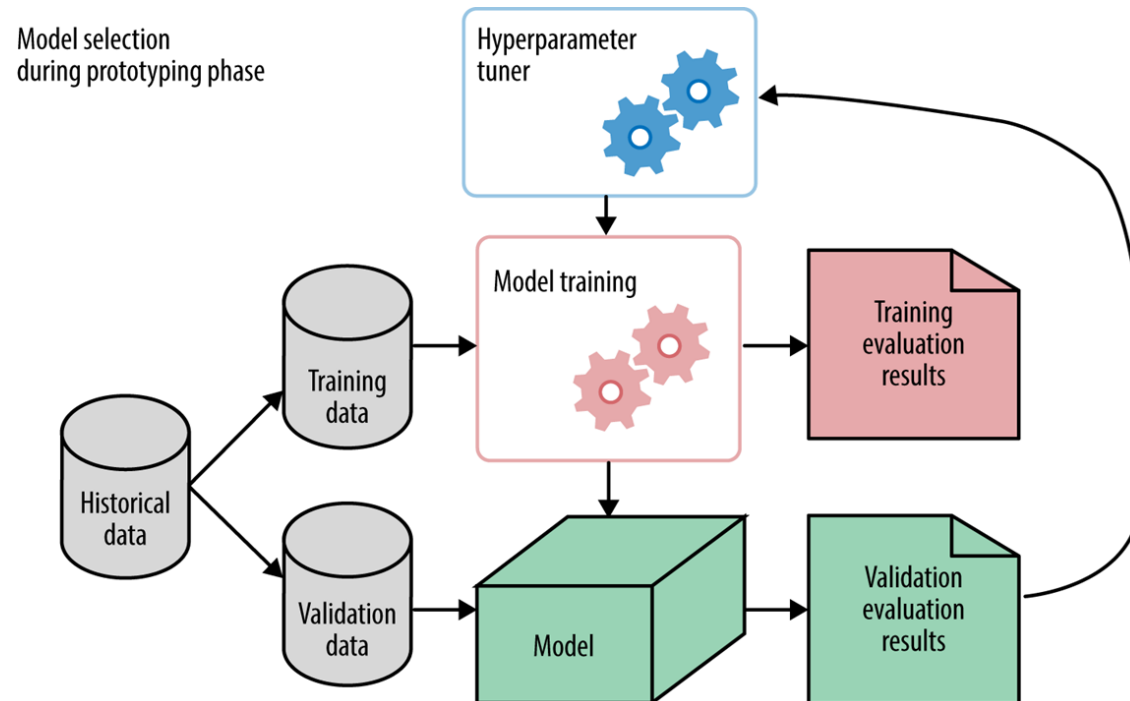 Model selection
during prototyping phase
Hyperparameter
tuner
Model training
Training
evaluation
results
Training
data
Historical
data
Validation
data
Model
Validation
evaluation
results